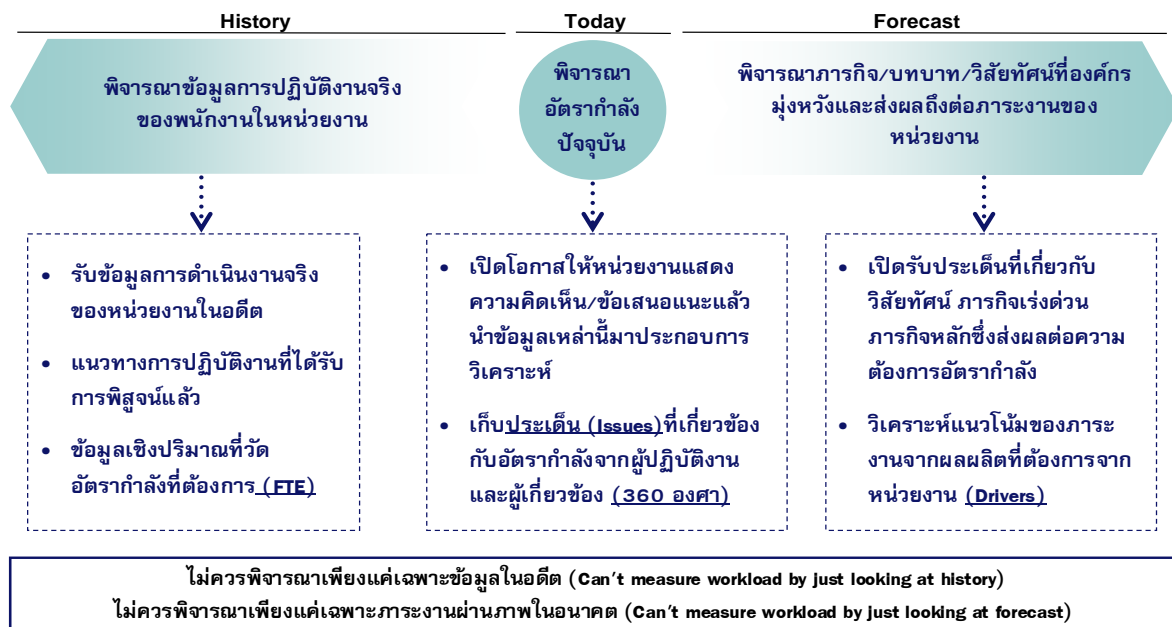 History
Today
Forecast
พิจารณาข้อมูลการปฏิบัติงานจริง
ของพนักงานในหน่วยงาน
พิจารณา
อัตรากำลัง
ปัจจุบัน
พิจารณาภารกิจ/บทบาท/วิสัยทัศน์ที่องค์กร
มุ่งหวังและส่งผลถึงต่อภาระงานของ
หน่วยงาน
• รับข้อมูลการดำเนินงานจริง
ของหน่วยงานในอดีต
• แนวทางการปฏิบัติงานที่ได้รับ
การพิสูจน์แล้ว
• ข้อมูลเชิงปริมาณที่วัด
อัตรากำลังที่ต้องการ (FTE)
• เปิดโอกาสให้หน่วยงานแสดง
ความคิดเห็น/ข้อเสนอแนะแล้ว
นำข้อมูลเหล่านี้มาประกอบการ
วิเคราะห์
• เก็บประเด็น (Issues)ที่เกี่ยวข้อง
กับอัตรากำลังจากผู้ปฏิบัติงาน
และผู้เกี่ยวข้อง (360 องศา)
• เปิดรับประเด็นที่เกี่ยวกับ
วิสัยทัศน์ ภารกิจเร่งด่วน
ภารกิจหลักซึ่งส่งผลต่อความ
ต้องการอัตรากำลัง
• วิเคราะห์แนวโน้มของภาระ
งานจากผลผลิตที่ต้องการจาก
หน่วยงาน (Drivers)
ไม่ควรพิจารณาเพียงแค่เฉพาะข้อมูลในอดีต (Can't measure workload by just looking at history)
ไม่ควรพิจารณาเพียงแค่เฉพาะภาระงานผ่านภาพในอนาคต (Can't measure workload by just looking at forecast)